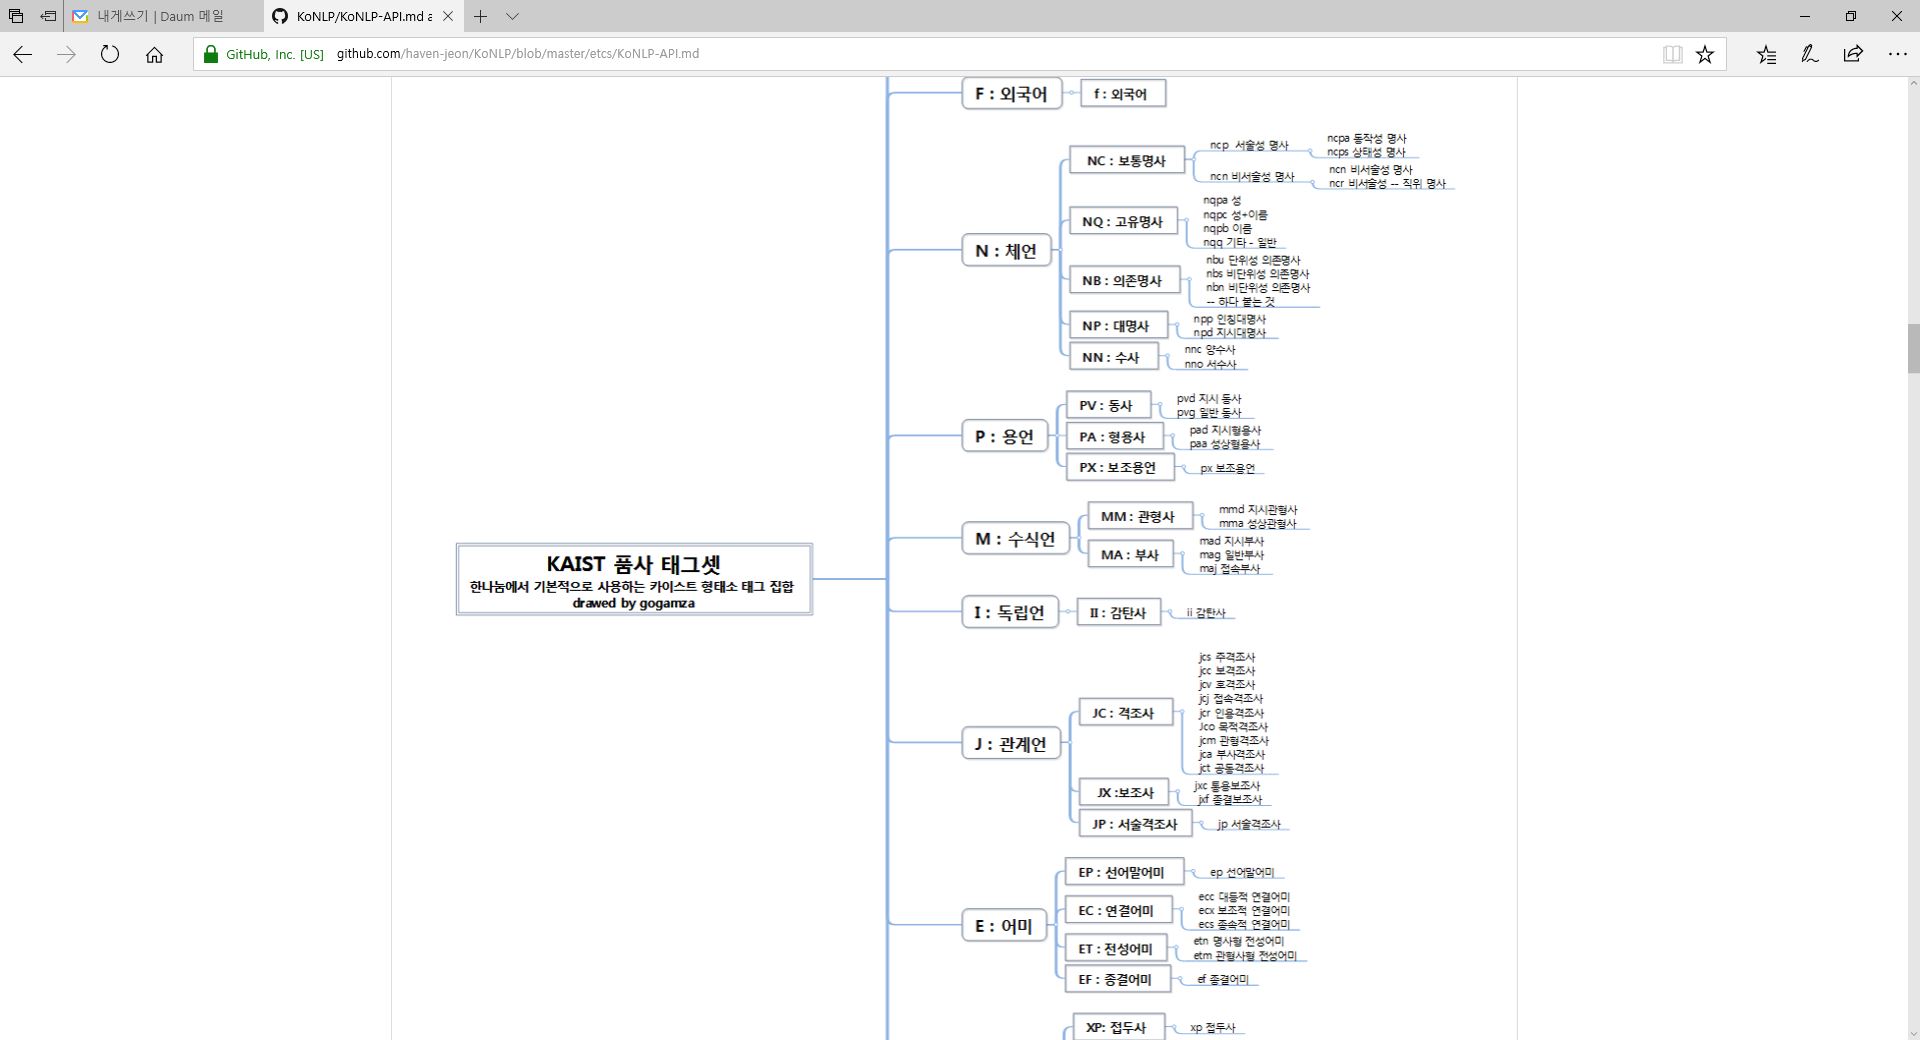 내게쓰기 | Daum 메일
KoNLP/KoNLP-API.md a
GitHub, Inc. [US] github.com/haven-jeon/KoNLP/blob/master/etcs/KoNLP-API.md
F : 외국어
f : 외국어
N : 체언
NC : 보통명사
ncp 서술성 명사
ncpa 동작성 명사
ncps 상태성 명사
ncn 비서술성 명사
ncn 비서술성 명사
ncr 비서술성 -- 직위 명사
NQ : 고유명사
nqpa 성
nqpc 성+이름
nqpb 이름
nqq 기타 - 일반
NB : 의존명사
nbu 단위성 의존명사
nbs 비단위성 의존명사
nbn 비단위성 의존명사
-- 하다 붙는 것
NP : 대명사
npp 인칭대명사
npd 지시대명사
NN : 수사
nnc 양수사
nno 서수사
P : 용언
PV : 동사
pvd 지시 동사
pvg 일반 동사
PA : 형용사
pad 지시형용사
paa 성상형용사
PX : 보조용언
px 보조용언
KAIST 품사 태그셋
한나눔에서 기본적으로 사용하는 카이스트 형태소 태그 집합
drawed by gogamza
M : 수식언
MM : 관형사
mmd 지시관형사
mma 성상관형사
MA : 부사
mad 지시부사
mag 일반부사
maj 접속부사
I : 독립언
II : 감탄사
ii 감탄사
J : 관계언
JC : 격조사
jcs 주격조사
jcc 보격조사
jcv 호격조사
jcj 접속격조사
jcr 인용격조사
Jco 목적격조사
jcm 관형격조사
jca 부사격조사
jct 공동격조사
JX :보조사
jxc 통용보조사
jxf 종결보조사
JP : 서술격조사
jp 서술격조사
E : 어미
EP : 선어말어미
ep 선어말어미
EC : 연결어미
ecc 대등적 연결어미
ecx 보조적 연결어미
ecs 종속적 연결어미
ET : 전성어미
etn 명사형 전성어미
etm 관형사형 전성어미
EF : 종결어미
ef 종결어미
XP: 접두사
xp 접두사